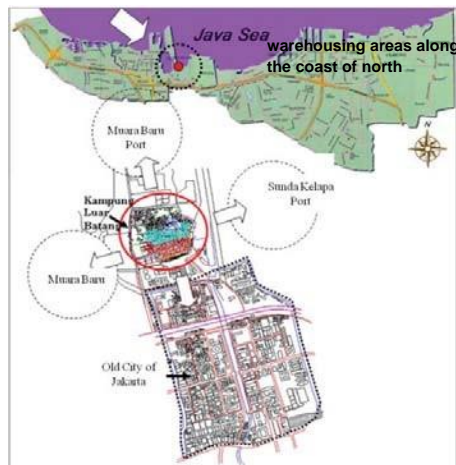 Java Sea
warehousing areas along
the coast of north
N
Muara Baru
Port
Sunda Kelapa
Port
Kampung
Luar
Batang
Muara Baru
Old City of
Jakarta